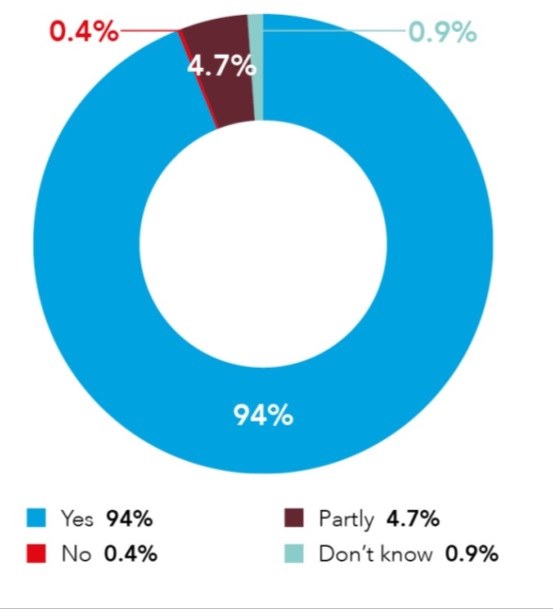 0.4%
0.9%
4.7%
94%
Yes 94%
Partly 4.7%
No 0.4%
Don't know 0.9%